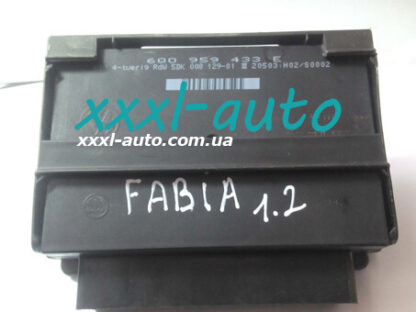 6Q0 959 433 E
4-tuerig RdW 5DK 008 129-01 20503 H02/S0002
xxxl-auto
xxxl-auto.com.ua
FABIA 1.2